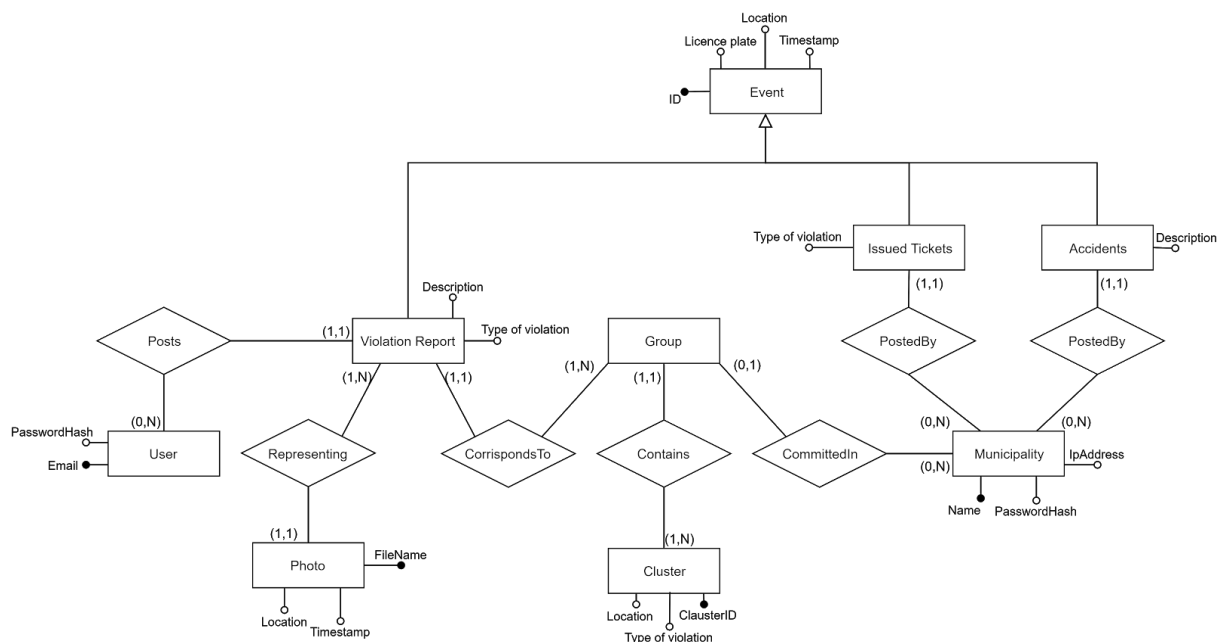 Location
Licence plate
Timestamp
Event
ID
Type of violation
Issued Tickets
Accidents
Description
(1,1)
(1,1)
Description
Posts
(1,1)
Violation Report
Type of violation
Group
PostedBy
PostedBy
(1,N)
(1,1)
(1,N)
(1,1)
(0,1)
(0,N)
(0,N)
(0,N)
PasswordHash
Email
User
Representing
CorrispondsTo
Contains
CommittedIn
(0,N)
Municipality
IpAddress
Name
PasswordHash
(1,1)
(1,N)
FileName
Photo
Cluster
Location
Timestamp
Location
ClausterID
Type of violation